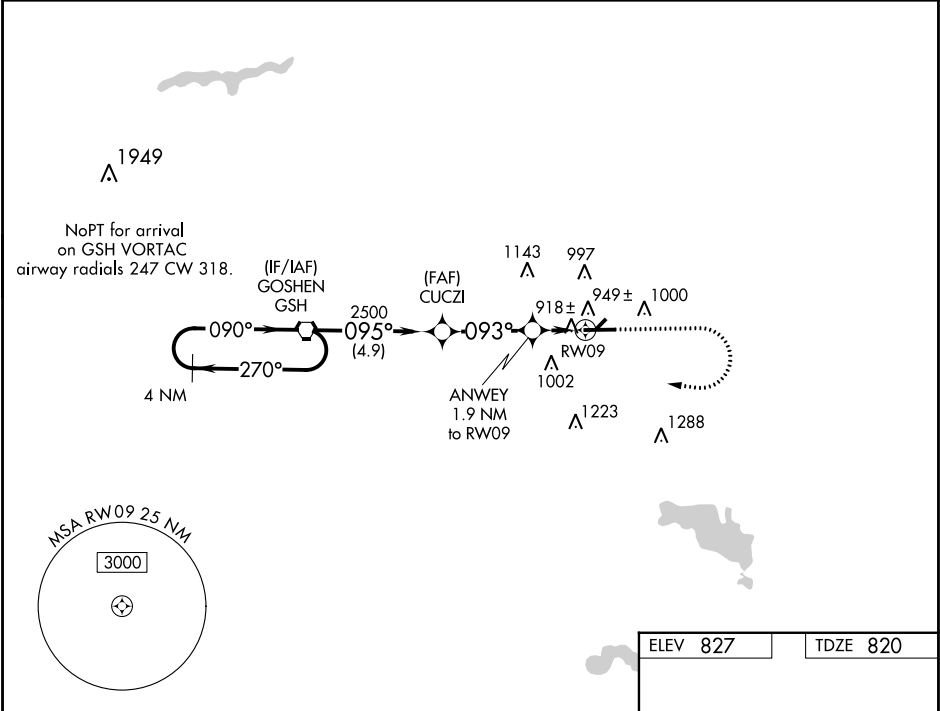 1949
NoPT for arrival
on GSH VORTAC
airway radials 247 CW 318.
(IF/IAF)
GOSHEN
GSH
(FAF)
CUCZI
1143
997
918±
949±
1000
090°
2500
095°
(4.9)
093°
RW09
270°
4 NM
1002
ANWEY
1.9 NM
to RW09
1223
1288
MSA RW09 25 NM
3000
ELEV 827
TDZE 820